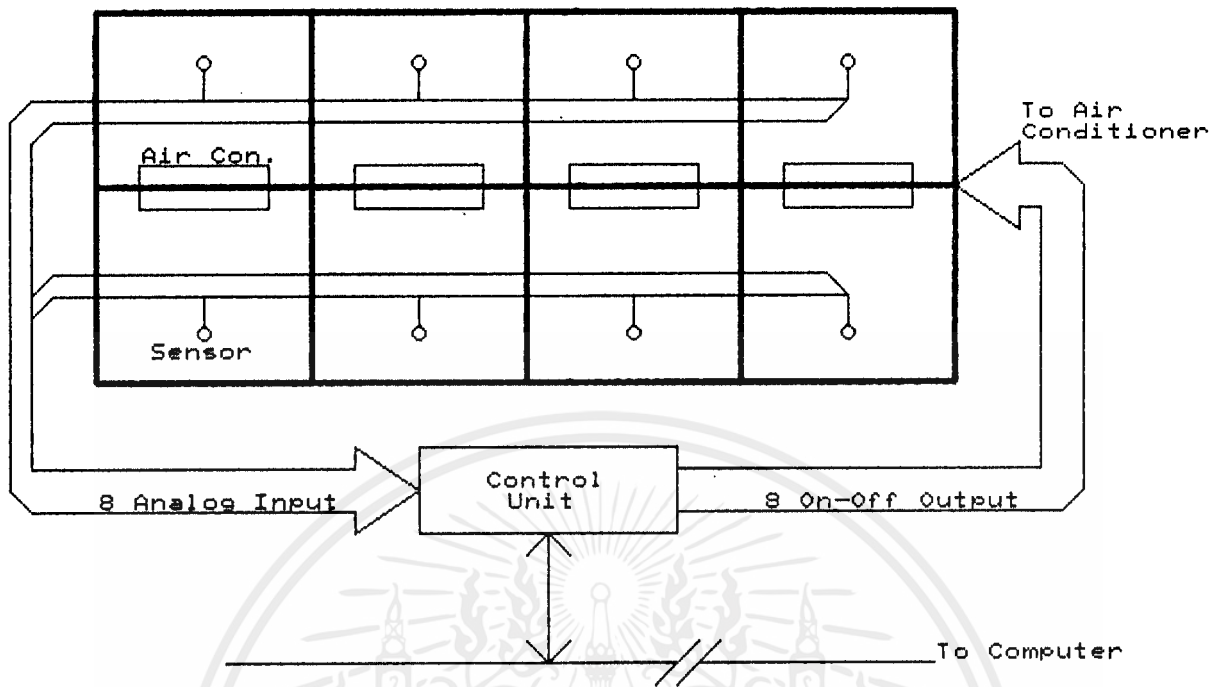 To Air
Conditioner
Air Con.
Sensor
8 Analog Input
Control
Unit
8 On-Off Output
To Computer